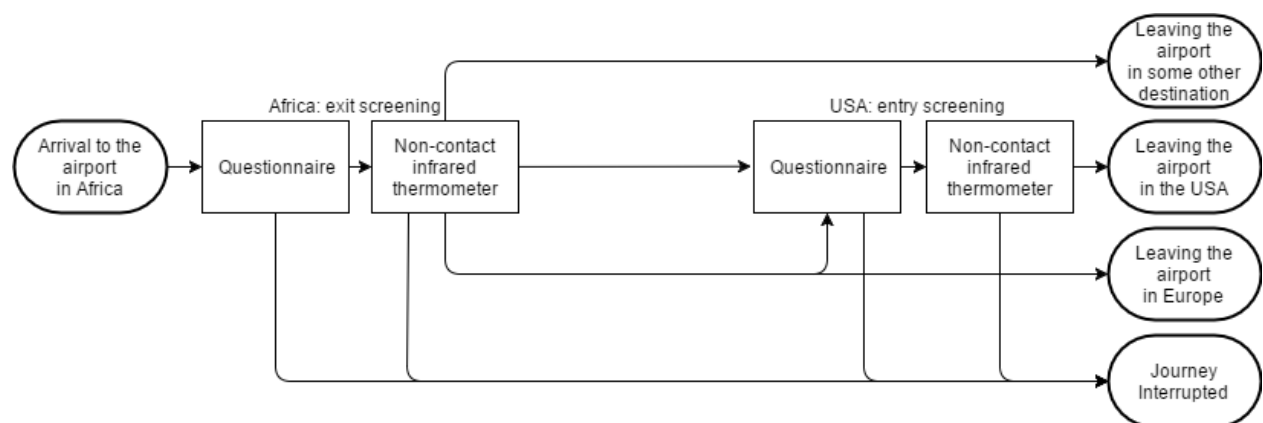 Leaving the
airport
in some other
destination
Africa: exit screening
USA: entry screening
Arrival to the
airport
in Africa
Questionnaire
Non-contact
infrared
thermometer
Questionnaire
Non-contact
infrared
thermometer
Leaving the
airport
in the USA
Leaving the
airport
in Europe
Journey
Interrupted